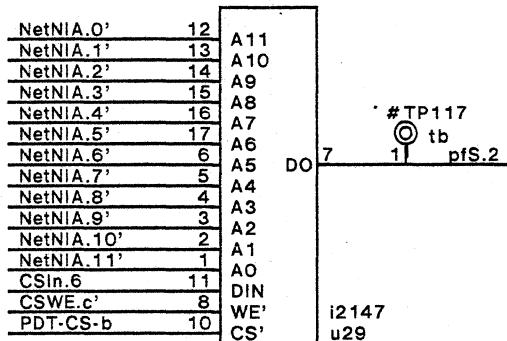 NetNIA.0' 12 A11
NetNIA.1' 13 A10
NetNIA.2' 14 A9
NetNIA.3' 15 A8
NetNIA.4' 16 A7
NetNIA.5' 17 A6
NetNIA.6' 6 A5
NetNIA.7' 5 A4
NetNIA.8' 4 A3
NetNIA.9' 3 A2
NetNIA.10' 2 A1
NetNIA.11' 1 A0
CSIn.6 11 DIN
CSWE.c' 8 WE'
PDT-CS-b 10 CS'
DO 7 1 pfS.2
#TP117
tb
i2147
u29